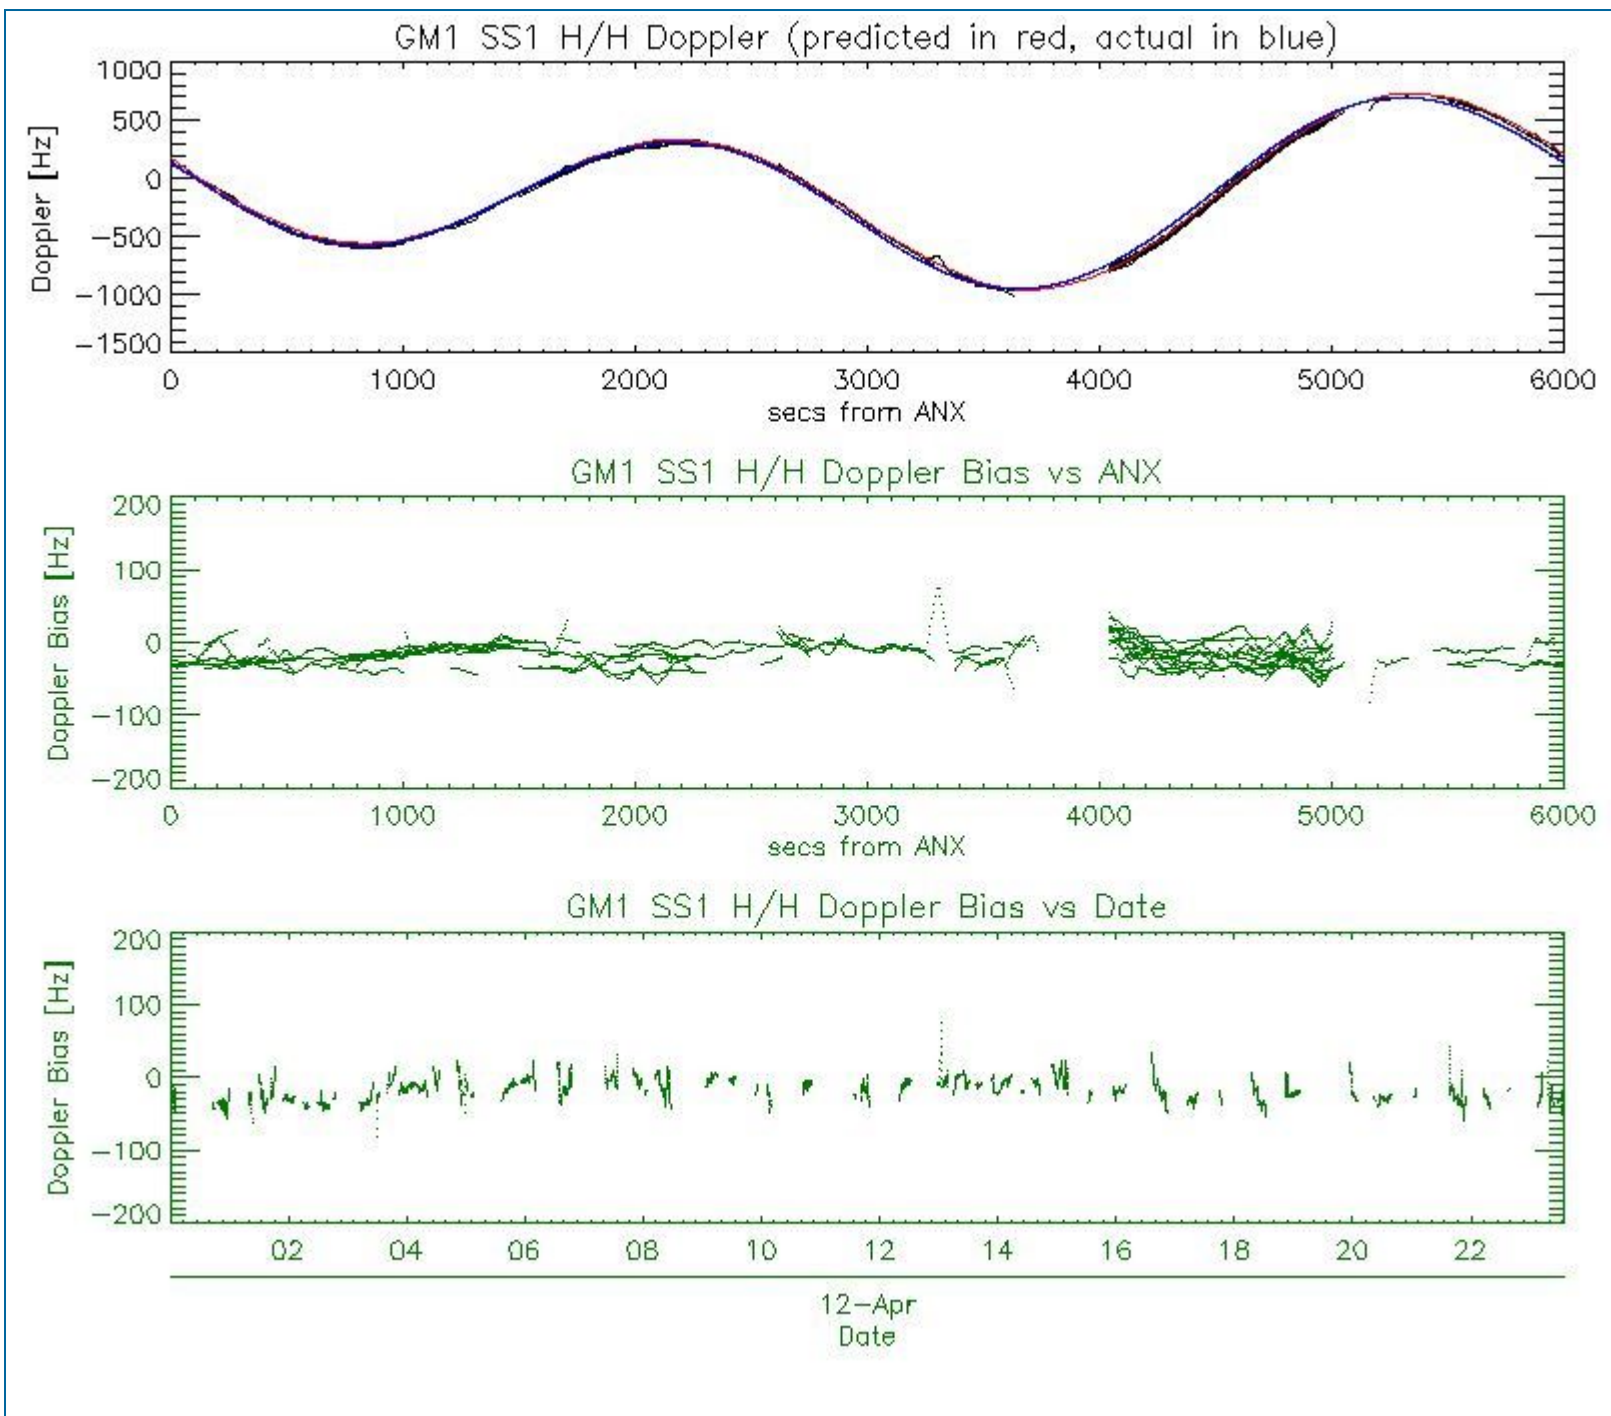 GM1 SS1 H/H Doppler (predicted in red, actual in blue)
1000
500
0
-500
-1000
-1500
Doppler [Hz]
0 1000 2000 3000 4000 5000 6000
secs from ANX
GM1 SS1 H/H Doppler Bias vs ANX
200
100
0
-100
-200
Doppler Bias [Hz]
0 1000 2000 3000 4000 5000 6000
secs from ANX
GM1 SS1 H/H Doppler Bias vs Date
200
100
0
-100
-200
Doppler Bias [Hz]
02 04 06 08 10 12 14 16 18 20 22
12-Apr
Date